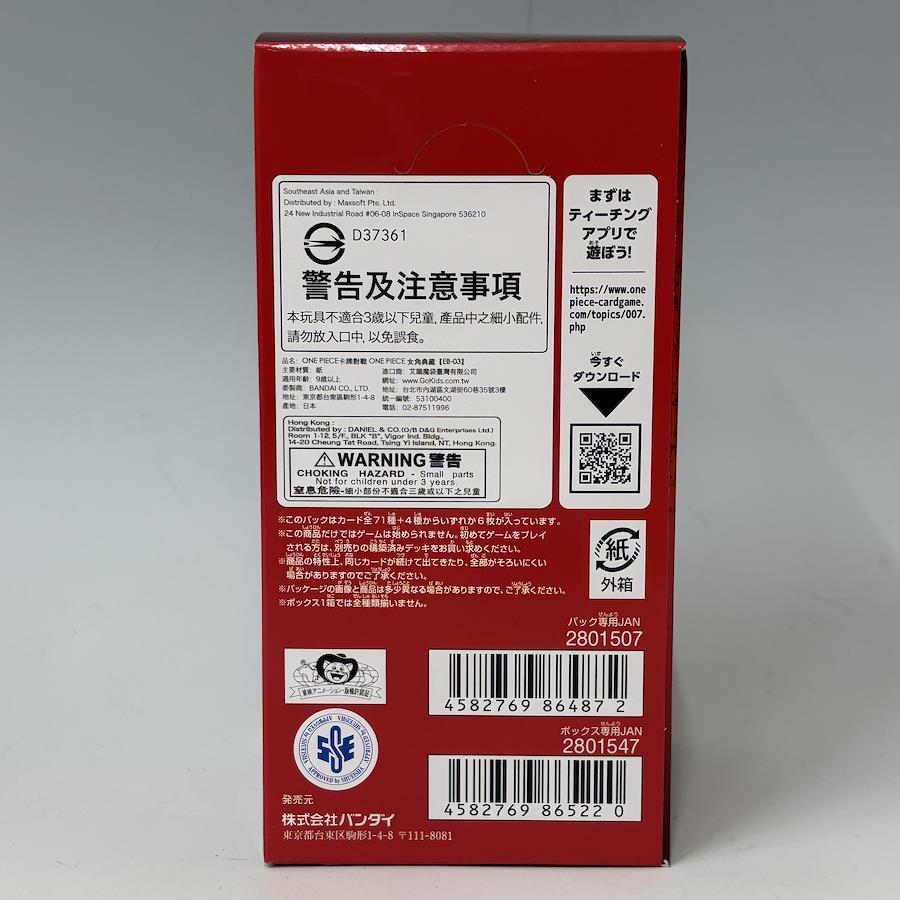 Southeast Asia and Taiwan :
Distributed by : Maxsoft Pte. Ltd.
24 New Industrial Road #06-08 InSpace Singapore 536210
D37361
警告及注意事項
本玩具不適合3歲以下兒童, 產品中之細小配件,
請勿放入口中, 以免誤食。
品名: ONE PIECE卡牌對戰 ONE PIECE 女角典藏【EB-03】
主要材質: 紙
適用年齡: 9歲以上
委製商: BANDAI CO., LTD.
地址: 東京都台東區駒形1-4-8
產地: 日本
進口商: 艾賜魔袋臺灣有限公司
網址: www.GoKids.com.tw
地址: 台北市內湖區文湖街60巷35號3樓
統一編號: 53100400
電話: 02-87511996
Hong Kong :
Distributed by : DANIEL & CO.(O/B D&G Enterprises Ltd.)
Room 1-12, 5/F., BLK "B", Vigor Ind. Bldg.,
14-20 Cheung Tat Road, Tsing Yi Island, NT, Hong Kong.
WARNING 警告
CHOKING HAZARD - Small parts
Not for children under 3 years.
窒息危險-細小部份不適合三歲或以下之兒童
まずは
ティーチング
アプリで
遊ぼう!
https://www.one
piece-cardgame.
com/topics/007.
php
今すぐ
ダウンロード
※このパックはカード全71種+4種からいずれか6枚が入っています。
※この商品だけではゲームは始められません。初めてゲームをプレイ
される方は、別売りの構築済みデッキをお買い求めください。
※商品の特性上、同じカードが続けて出てきたり、全部がそろいにくい
場合がありますのでご了承ください。
※パッケージの画像と商品は多少異なる場合がありますので、ご了承ください。
※ボックス1箱では全種類揃いません。
紙
外箱
パック専用JAN
2801507
4582769 86487 2
ボックス専用JAN
2801547
4582769 86522 0
東映アニメーション・版権許諾証
APPROVED by SHUEISHA
発売元
株式会社バンダイ
東京都台東区駒形1-4-8 〒111-8081